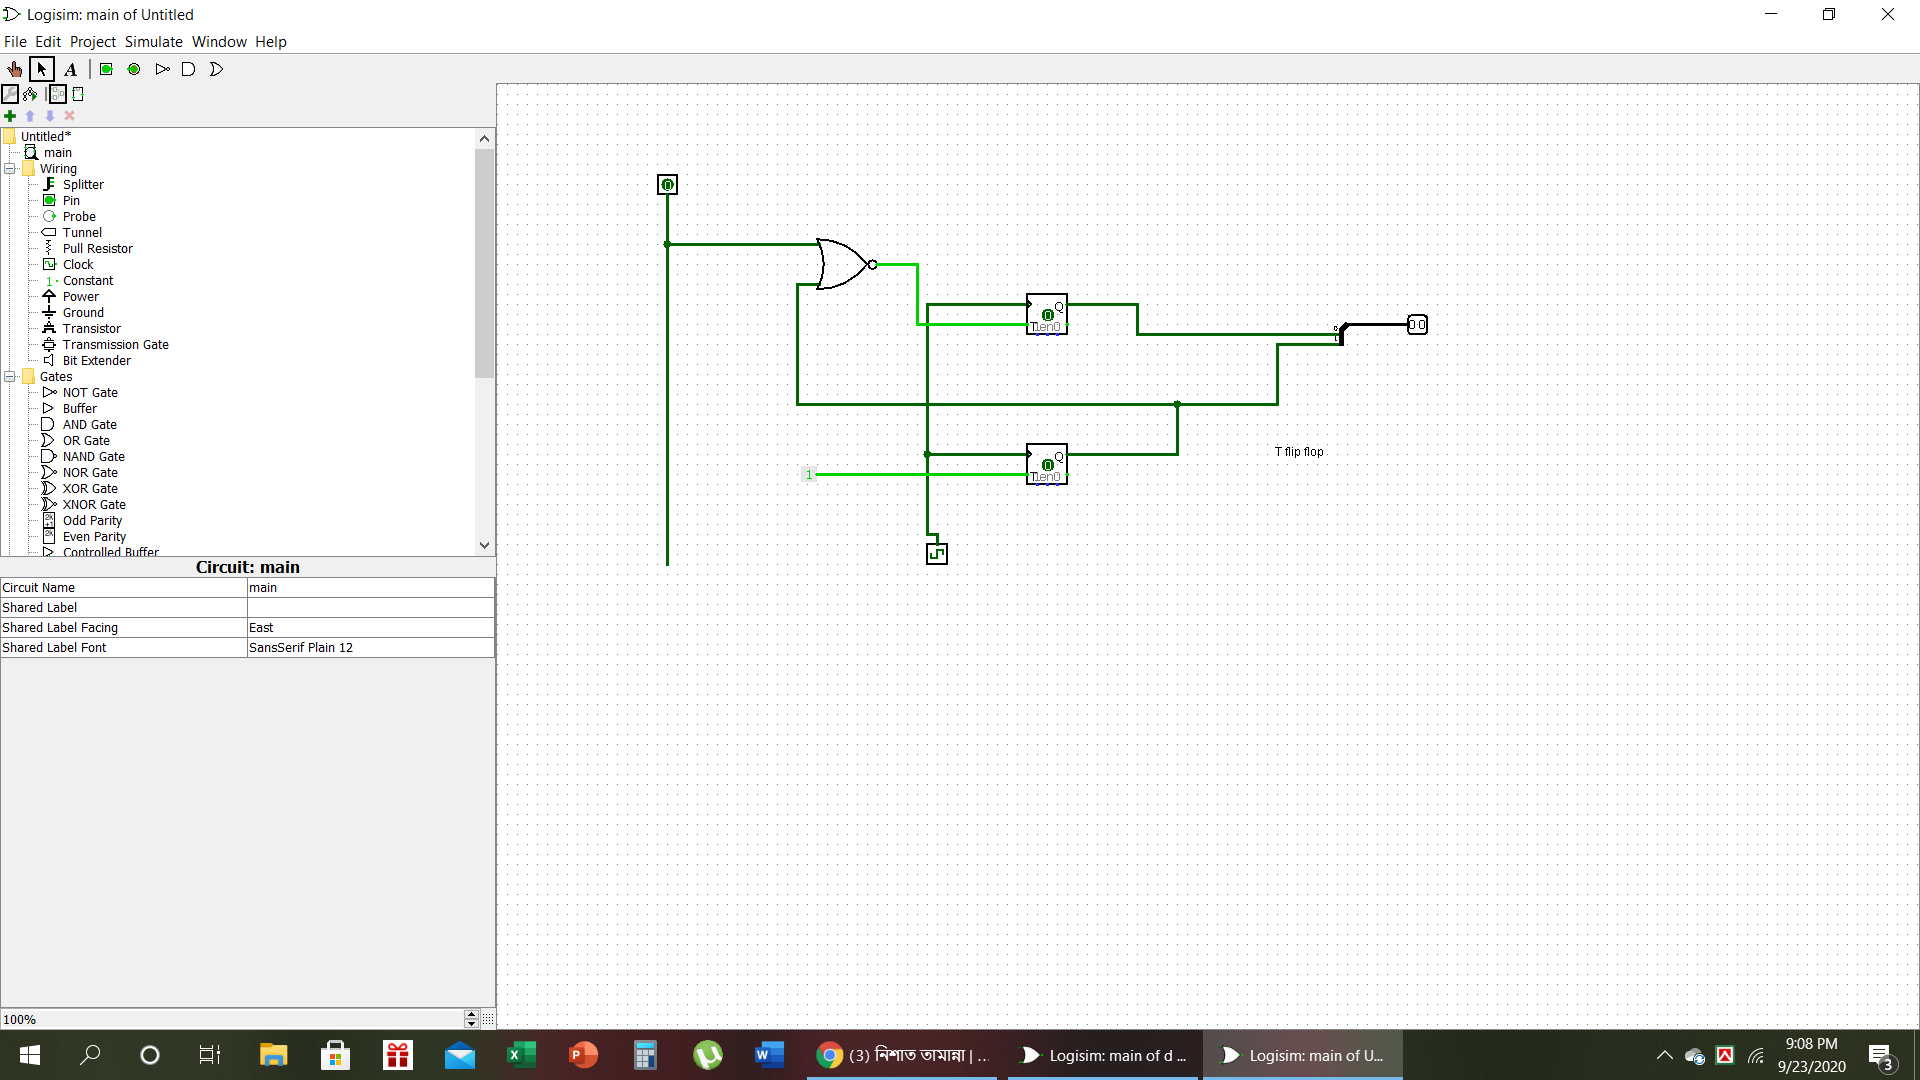 Logisim: main of Untitled
File Edit Project Simulate Window Help
A
Untitled*
main
Wiring
Splitter
Pin
Probe
Tunnel
Pull Resistor
Clock
Constant
Power
Ground
Transistor
Transmission Gate
Bit Extender
Gates
NOT Gate
Buffer
AND Gate
OR Gate
NAND Gate
NOR Gate
XOR Gate
XNOR Gate
Odd Parity
Even Parity
Controlled Buffer
Circuit: main
Circuit Name main
Shared Label
Shared Label Facing East
Shared Label Font SansSerif Plain 12
100%
0
Q
0
T1en0
0 0
Q
0
T1en0
1
T flip flop
(3) নিশাত তামান্না | ...
Logisim: main of d ...
Logisim: main of U...
9:08 PM
9/23/2020
3